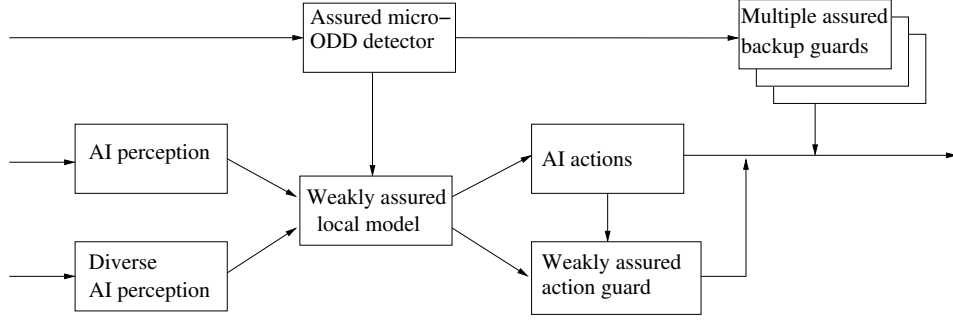 Assured micro−
ODD detector
Multiple assured
backup guards
AI perception
AI actions
Weakly assured
local model
Diverse
AI perception
Weakly assured
action guard